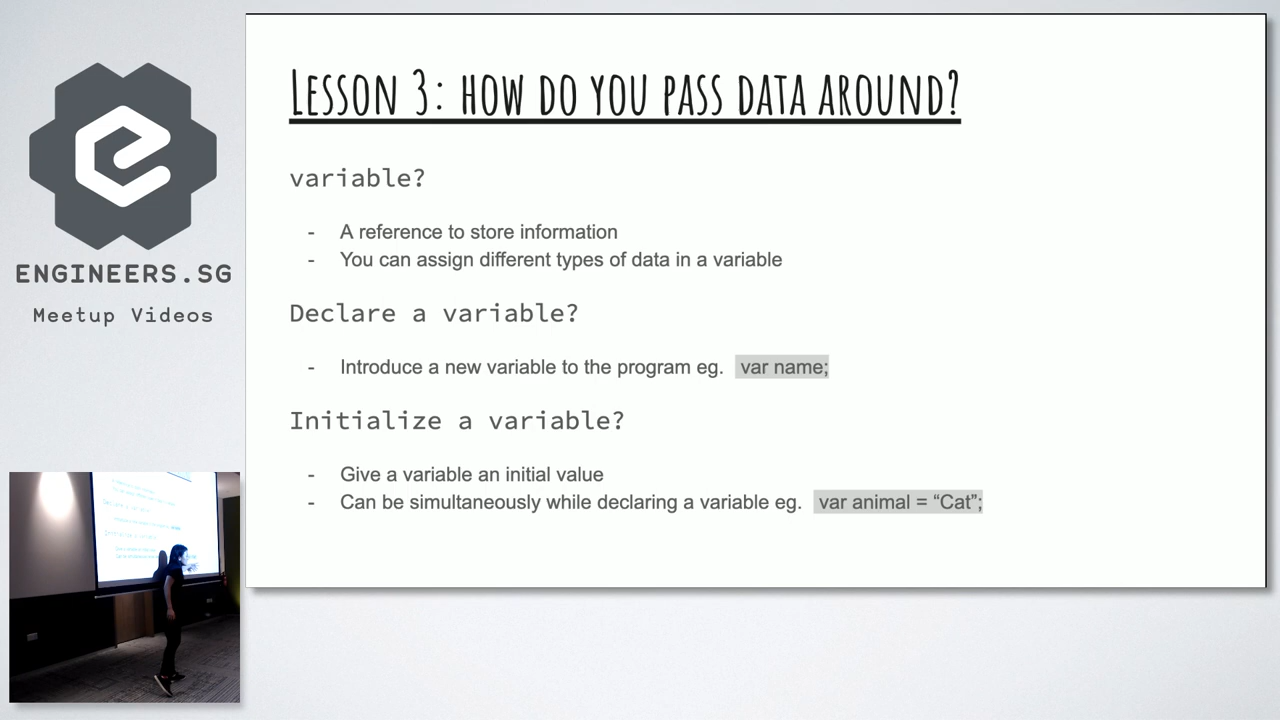 LESSON 3: HOW DO YOU PASS DATA AROUND?
variable?
- A reference to store information
- You can assign different types of data in a variable
Declare a variable?
- Introduce a new variable to the program eg. var name;
Initialize a variable?
- Give a variable an initial value
- Can be simultaneously while declaring a variable eg. var animal = “Cat”;
ENGINEERS.SG
Meetup Videos